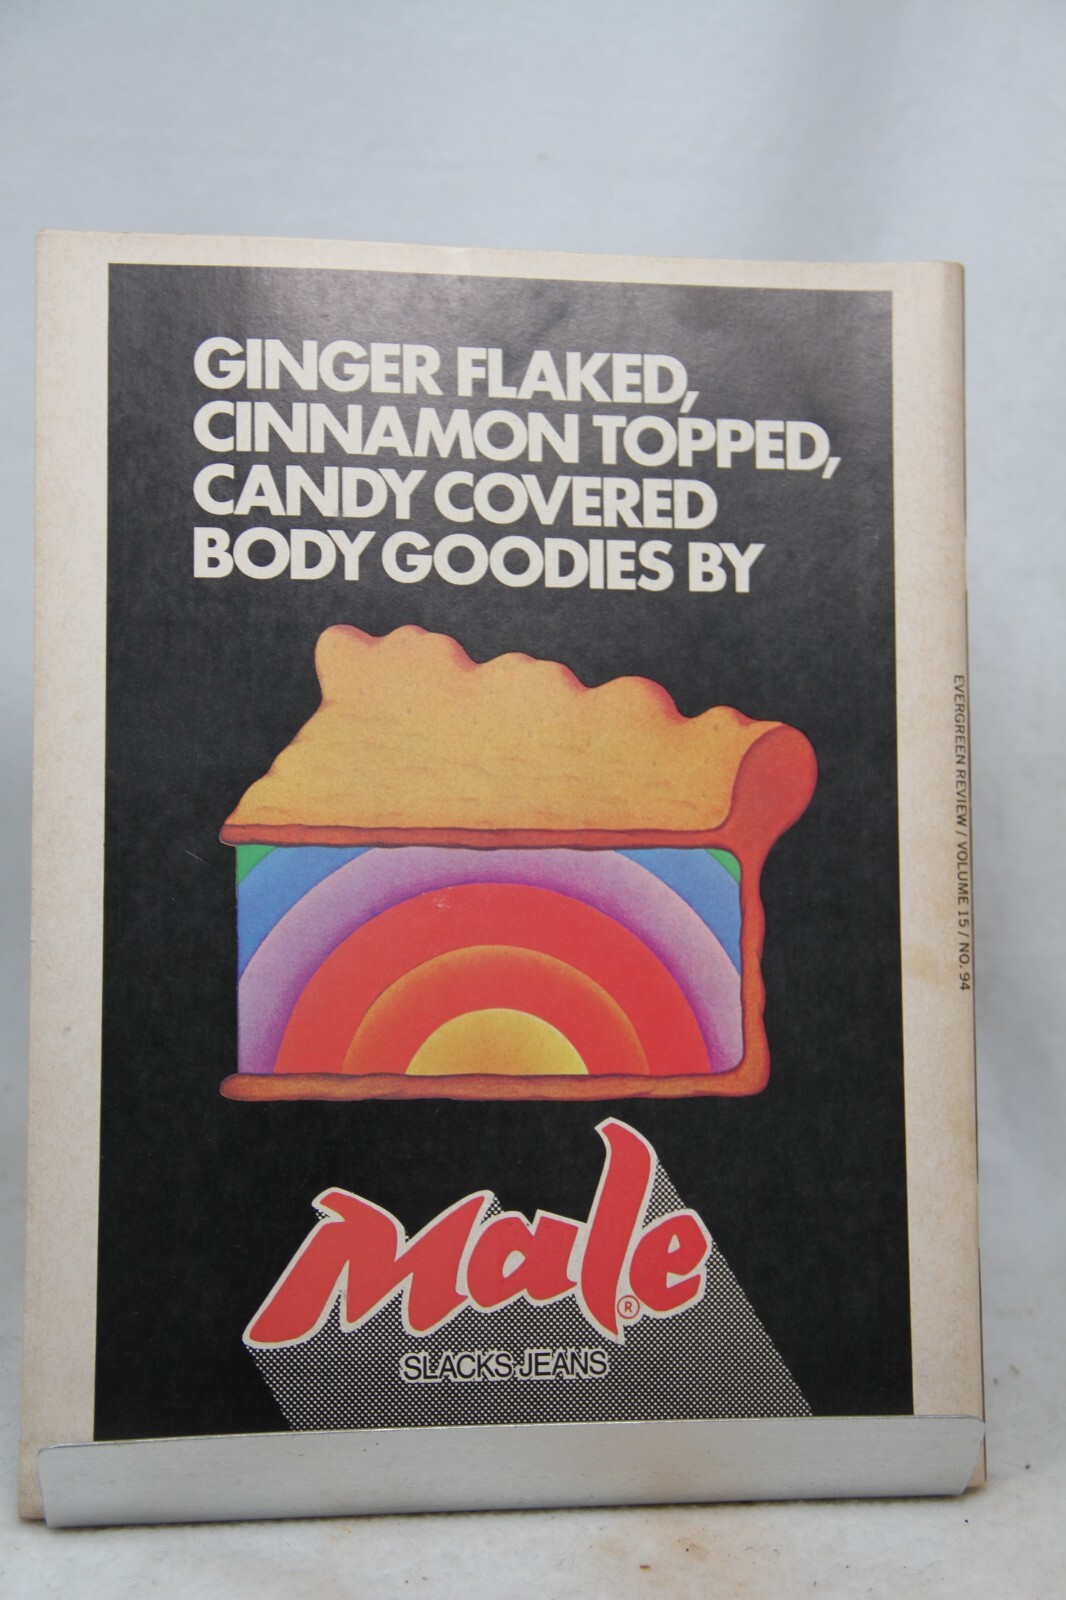 GINGER FLAKED,
CINNAMON TOPPED,
CANDY COVERED
BODY GOODIES BY
Male®
SLACKS-JEANS
EVERGREEN REVIEW / VOLUME 15 / NO. 94